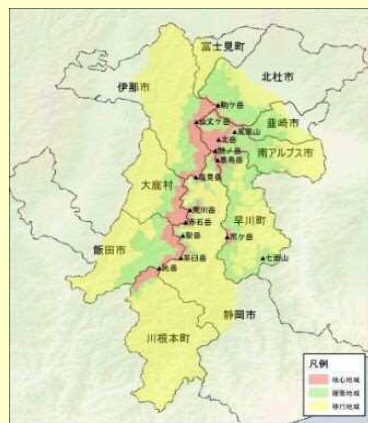 富士見町
北杜市
伊那市
▲駒ケ岳
▲仙丈ケ岳
韮崎市
▲鳳凰山
▲北岳
▲間ノ岳
南アルプス市
▲農鳥岳
大鹿村
▲塩見岳
▲荒川岳
早川町
▲赤石岳
▲聖岳
▲笊ケ岳
飯田市
▲茶臼岳
▲七面山
▲光岳
静岡市
川根本町
凡例
核心地域
緩衝地域
移行地域